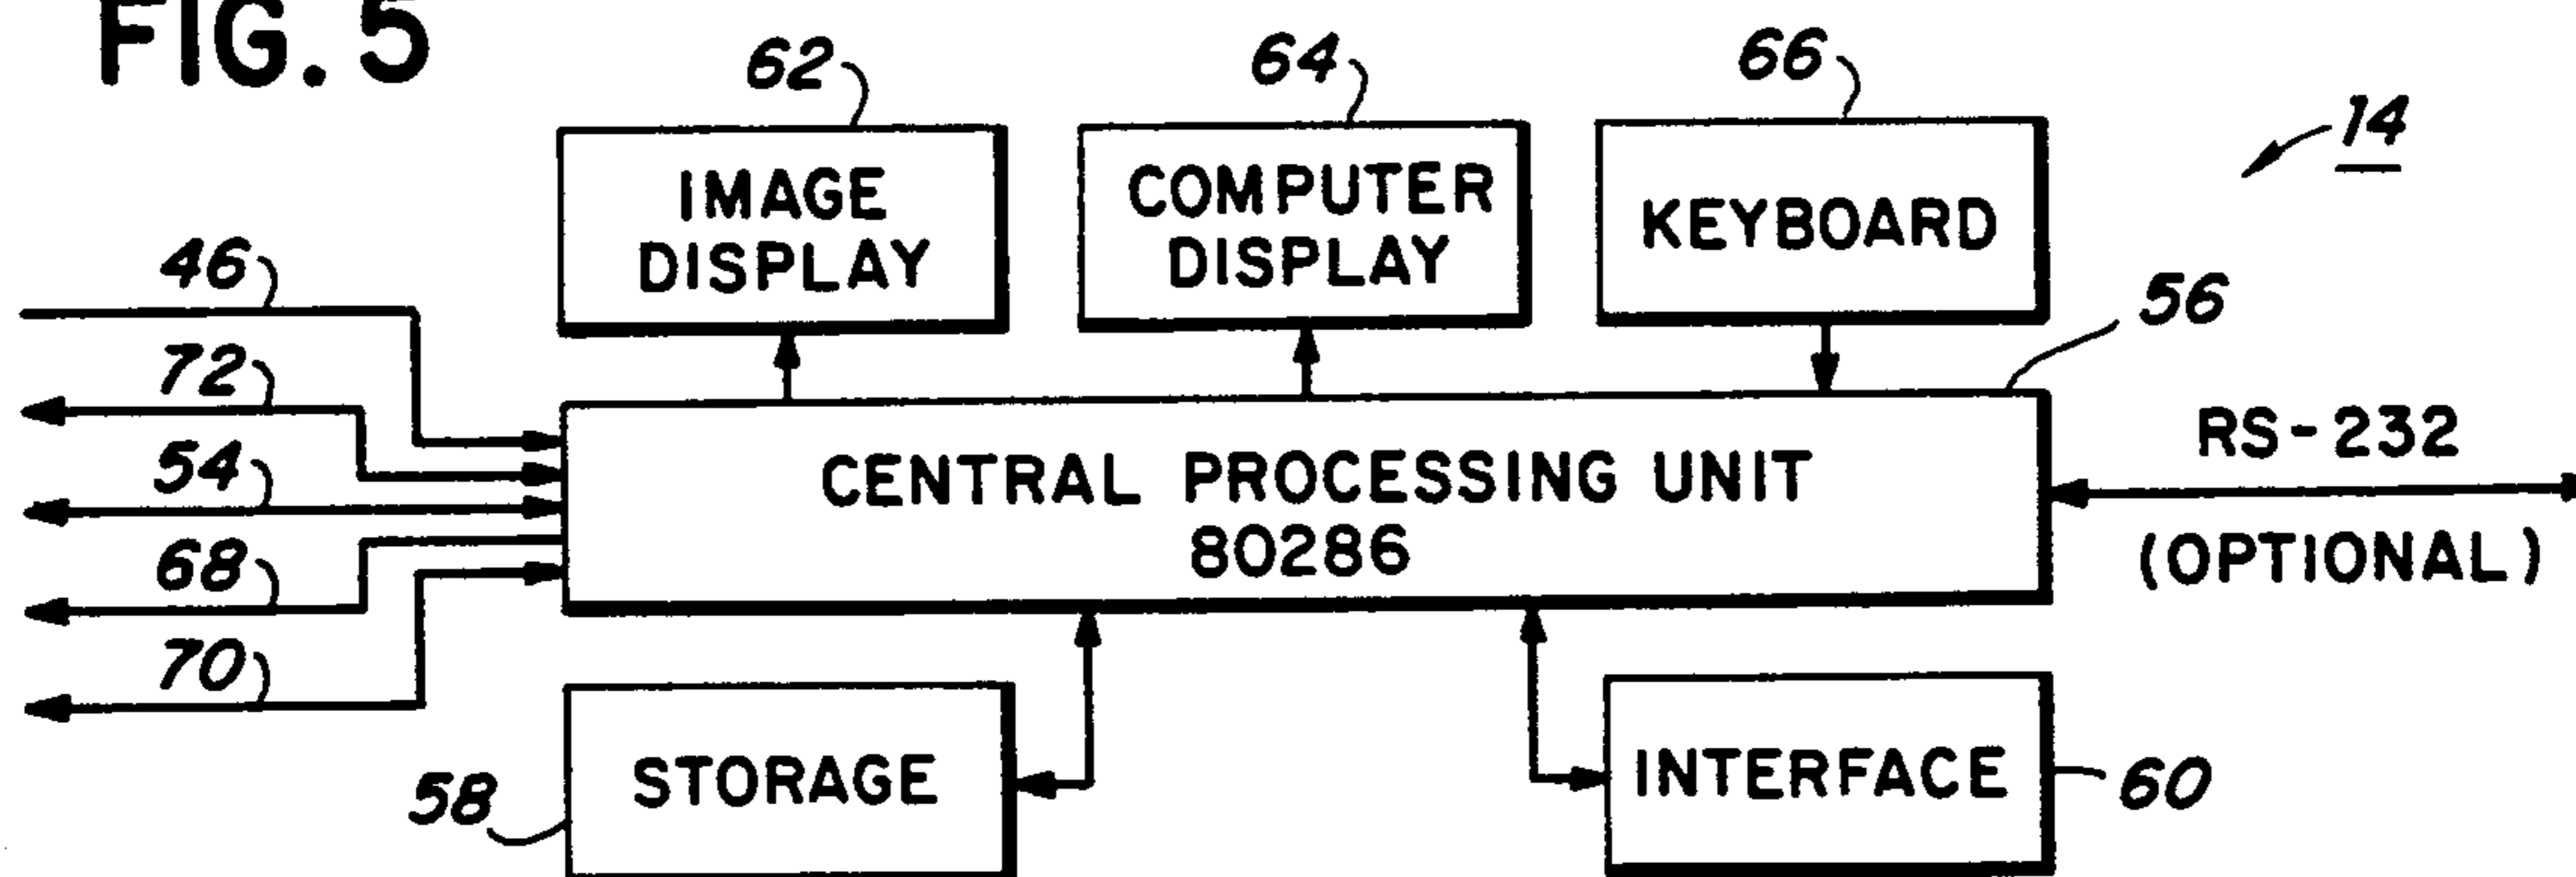 FIG. 5
62
64
66
14
IMAGE
DISPLAY
COMPUTER
DISPLAY
KEYBOARD
46
56
72
RS-232
54
CENTRAL PROCESSING UNIT
80286
(OPTIONAL)
68
70
STORAGE
INTERFACE
58
60